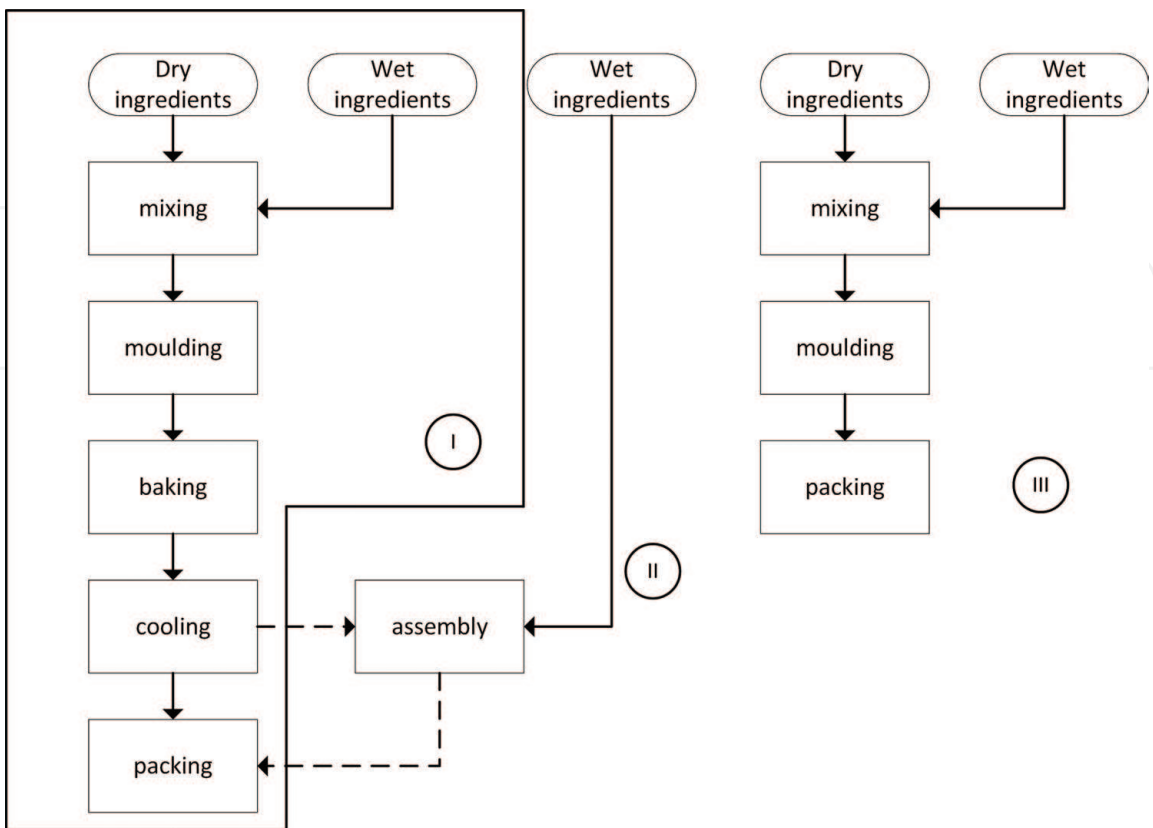 Dry
ingredients
Wet
ingredients
Wet
ingredients
Dry
ingredients
Wet
ingredients
mixing
mixing
moulding
moulding
I
baking
packing
III
II
cooling
assembly
packing